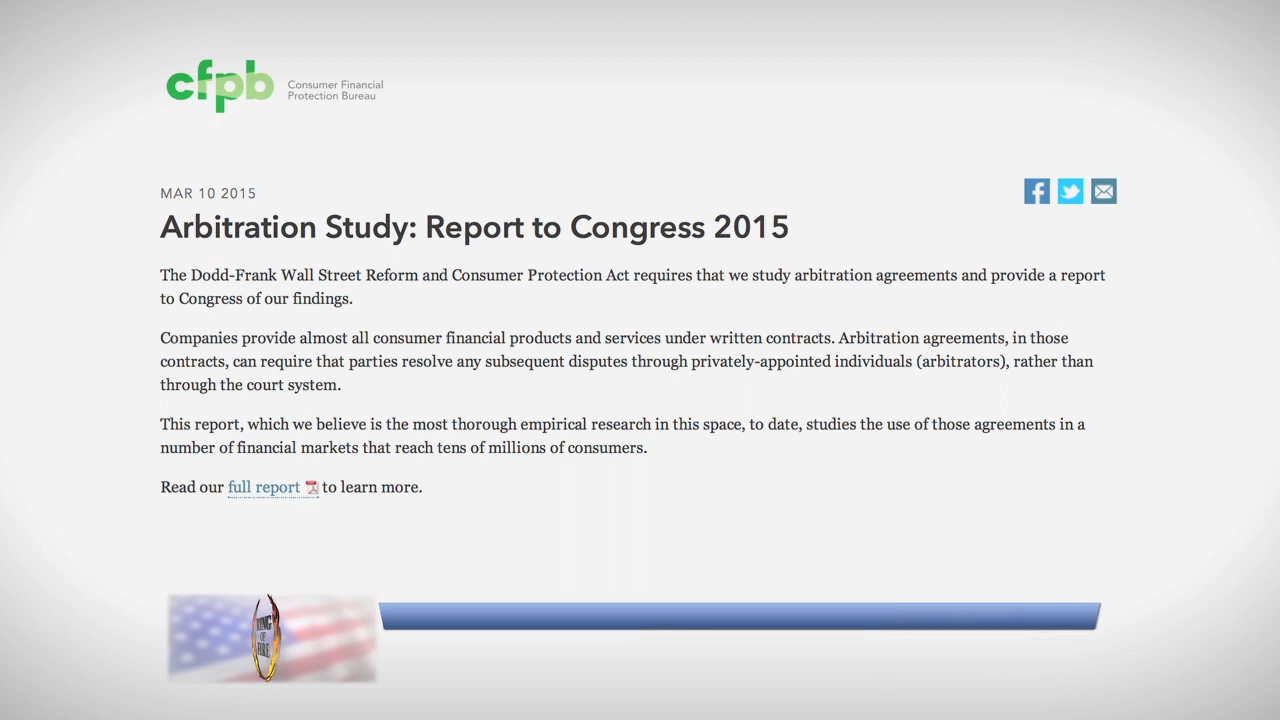 cfpb
Consumer Financial
Protection Bureau
MAR 10 2015
Arbitration Study: Report to Congress 2015
The Dodd-Frank Wall Street Reform and Consumer Protection Act requires that we study arbitration agreements and provide a report
to Congress of our findings.
Companies provide almost all consumer financial products and services under written contracts. Arbitration agreements, in those
contracts, can require that parties resolve any subsequent disputes through privately-appointed individuals (arbitrators), rather than
through the court system.
This report, which we believe is the most thorough empirical research in this space, to date, studies the use of those agreements in a
number of financial markets that reach tens of millions of consumers.
Read our full report to learn more.
RING
OF
FIRE